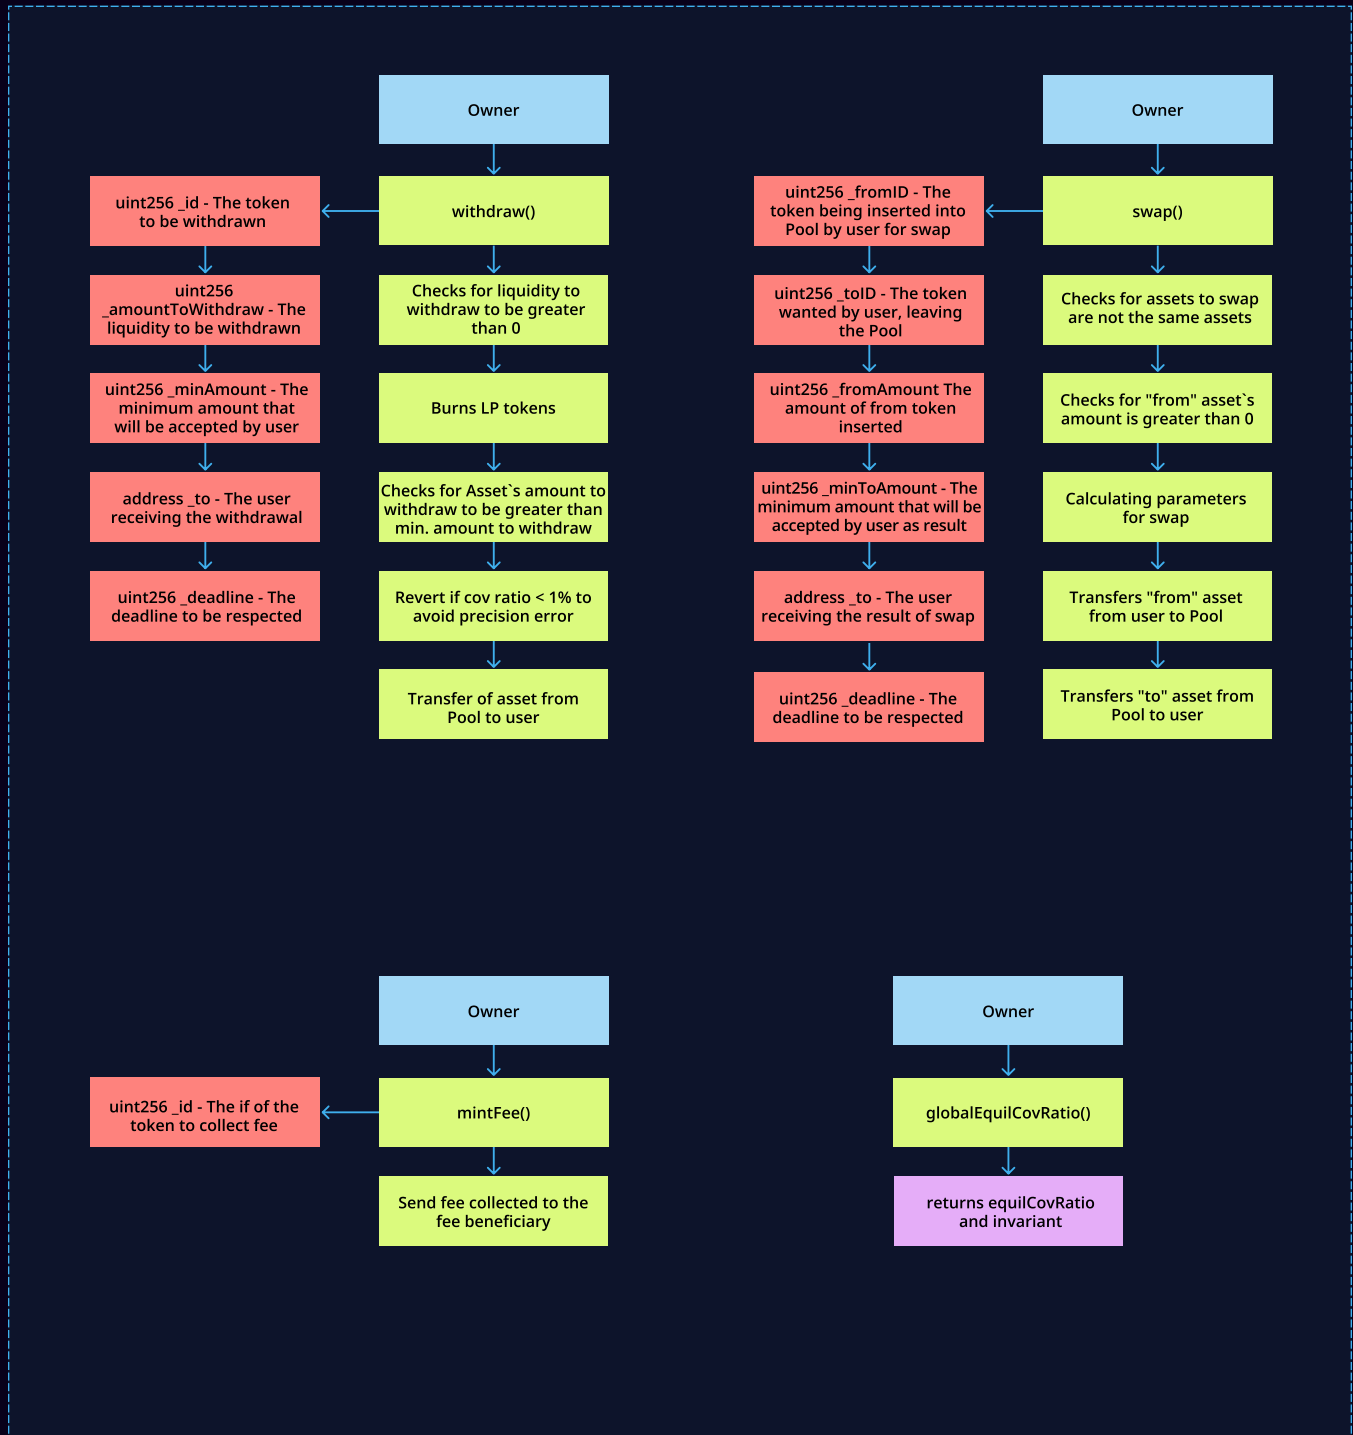 Owner
withdraw()
uint256 _id - The token
to be withdrawn
uint256
_amountToWithdraw - The
liquidity to be withdrawn
uint256 _minAmount - The
minimum amount that
will be accepted by user
address _to - The user
receiving the withdrawal
uint256 _deadline - The
deadline to be respected
Checks for liquidity to
withdraw to be greater
than 0
Burns LP tokens
Checks for Asset`s amount to
withdraw to be greater than
min. amount to withdraw
Revert if cov ratio < 1% to
avoid precision error
Transfer of asset from
Pool to user
Owner
swap()
uint256 _fromID - The
token being inserted into
Pool by user for swap
uint256 _toID - The token
wanted by user, leaving
the Pool
uint256 _fromAmount The
amount of from token
inserted
uint256 _minToAmount - The
minimum amount that will be
accepted by user as result
address _to - The user
receiving the result of swap
uint256 _deadline - The
deadline to be respected
Checks for assets to swap
are not the same assets
Checks for "from" asset`s
amount is greater than 0
Calculating parameters
for swap
Transfers "from" asset
from user to Pool
Transfers "to" asset from
Pool to user
Owner
mintFee()
uint256 _id - The if of the
token to collect fee
Send fee collected to the
fee beneficiary
Owner
globalEquilCovRatio()
returns equilCovRatio
and invariant